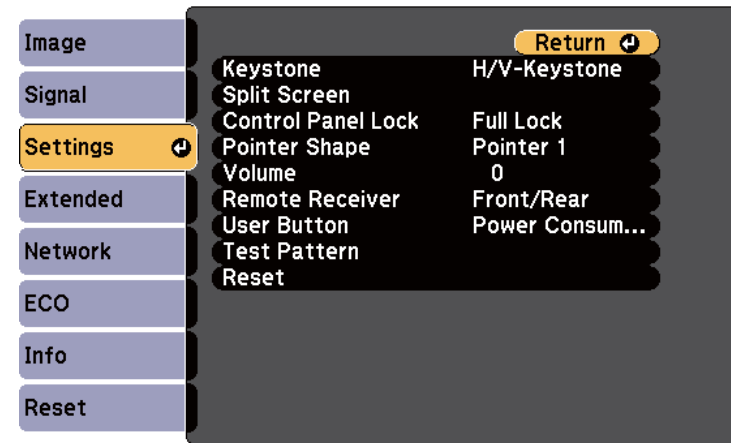 Image
Signal
Settings
Extended
Network
ECO
Info
Reset
Return
Keystone H/V-Keystone
Split Screen
Control Panel Lock Full Lock
Pointer Shape Pointer 1
Volume 0
Remote Receiver Front/Rear
User Button Power Consum...
Test Pattern
Reset